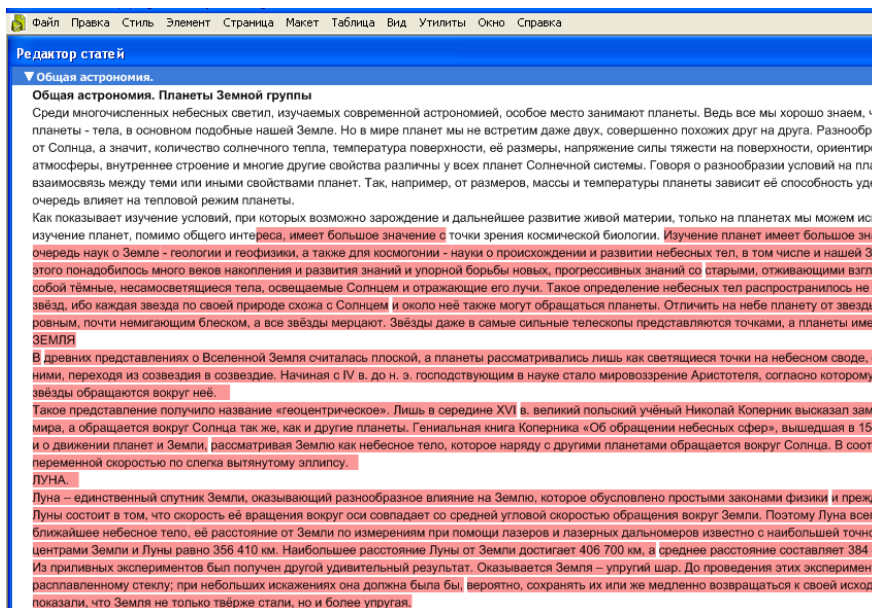 Файл Правка Стиль Элемент Страница Макет Таблица Вид Утилиты Окно Справка
Редактор статей
Общая астрономия.
Общая астрономия. Планеты Земной группы
Среди многочисленных небесных светил, изучаемых современной астрономией, особое место занимают планеты. Ведь все мы хорошо знаем,
планеты - тела, в основном подобные нашей Земле. Но в мире планет мы не встретим даже двух, совершенно похожих друг на друга. Разнообр
от Солнца, а значит, количество солнечного тепла, температура поверхности, её размеры, напряжение силы тяжести на поверхности, ориентир
атмосферы, внутреннее строение и многие другие свойства различны у всех планет Солнечной системы. Говоря о разнообразии условий на пла
взаимосвязь между теми или иными свойствами планет. Так, например, от размеров, массы и температуры планеты зависит её способность уде
очередь влияет на тепловой режим планеты.
Как показывает изучение условий, при которых возможно зарождение и дальнейшее развитие живой материи, только на планетах мы можем ис
изучение планет, помимо общего интереса, имеет большое значение с точки зрения космической биологии. Изучение планет имеет большое зна
очередь наук о Земле - геологии и геофизики, а также для космогонии - науки о происхождении и развитии небесных тел, в том числе и нашей З
этого понадобилось много веков накопления и развития знаний и упорной борьбы новых, прогрессивных знаний со старыми, отживающими взгл
собой тёмные, несамосветящиеся тела, освещаемые Солнцем и отражающие его лучи. Такое определение небесных тел распространилось не
звёзд, ибо каждая звезда по своей природе схожа с Солнцем и около неё также могут обращаться планеты. Отличить на небе планету от звезды
ровным, почти немигающим блеском, а все звёзды мерцают. Звёзды даже в самые сильные телескопы представляются точками, а планеты име
ЗЕМЛЯ
В древних представлениях о Вселенной Земля считалась плоской, а планеты рассматривались лишь как светящиеся точки на небесном своде,
ними, переходя из созвездия в созвездие. Начиная с IV в. до н. э. господствующим в науке стало мировоззрение Аристотеля, согласно которому
звёзды обращаются вокруг неё.
Такое представление получило название «геоцентрическое». Лишь в середине XVI в. великий польский учёный Николай Коперник высказал зам
мира, а обращается вокруг Солнца так же, как и другие планеты. Гениальная книга Коперника «Об обращении небесных сфер», вышедшая в 15
и о движении планет и Земли, рассматривая Землю как небесное тело, которое наряду с другими планетами обращается вокруг Солнца. В соот
переменной скоростью по слегка вытянутому эллипсу.
ЛУНА.
Луна – единственный спутник Земли, оказывающий разнообразное влияние на Землю, которое обусловлено простыми законами физики и преж
Луны состоит в том, что скорость её вращения вокруг оси совпадает со средней угловой скоростью обращения вокруг Земли. Поэтому Луна все
ближайшее небесное тело, её расстояние от Земли по измерениям при помощи лазеров и лазерных дальномеров известно с наибольшей точно
центрами Земли и Луны равно 356 410 км. Наибольшее расстояние Луны от Земли достигает 406 700 км, а среднее расстояние составляет 384
Из приливных экспериментов был получен другой удивительный результат. Оказывается Земля – упругий шар. До проведения этих эксперимен
расплавленному стеклу; при небольших искажениях она должна была бы, вероятно, сохранять их или же медленно возвращаться к своей исход
показали, что Земля не только твёрже стали, но и более упругая.